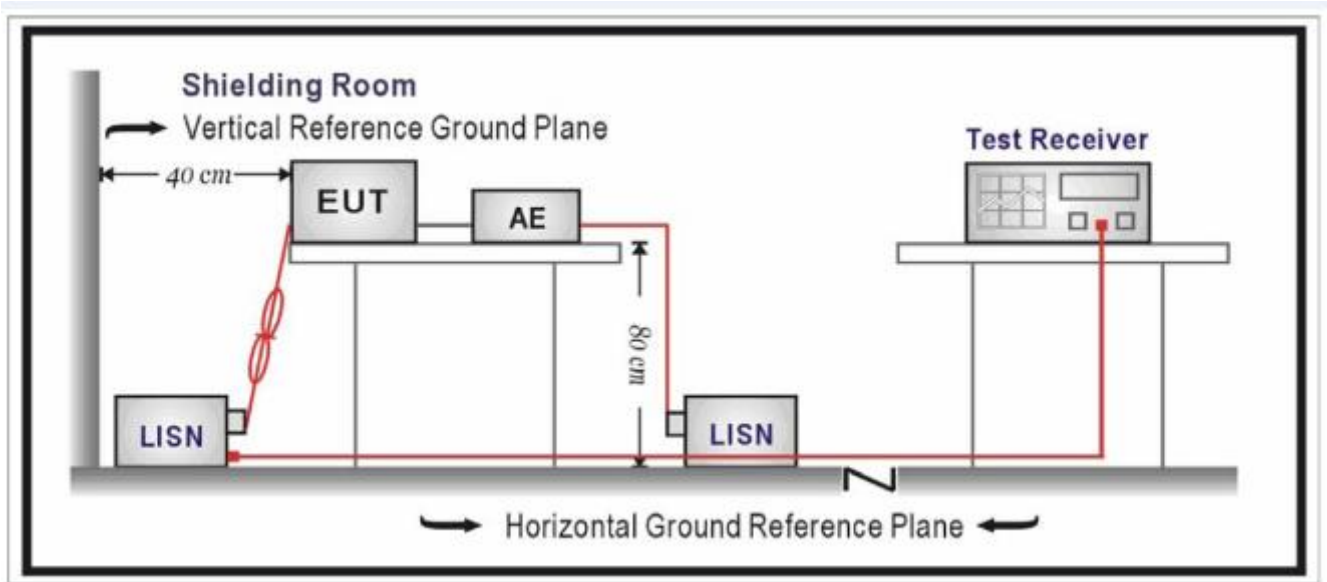 Shielding Room
Vertical Reference Ground Plane
Test Receiver
40 cm
EUT
AE
80 cm
LISN
LISN
Horizontal Ground Reference Plane